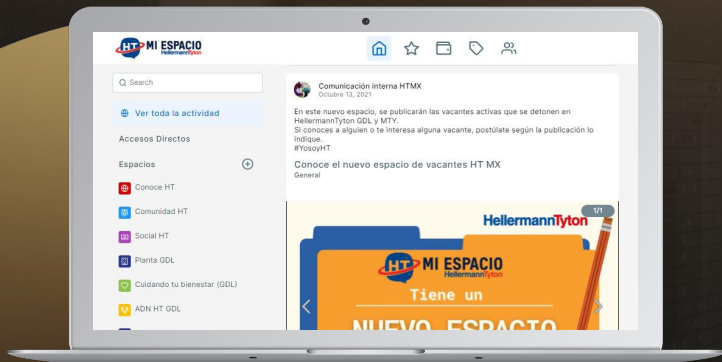 HT MI ESPACIO
HellermannTyton
Search
Ver toda la actividad
Accesos Directos
Espacios
Conoce HT
Comunidad HT
Social HT
Planta GDL
Cuidando tu bienestar (GDL)
ADN HT GDL
Comunicación interna HTMX
Octubre 13, 2021
En este nuevo espacio, se publicarán las vacantes activas que se detonen en
HellermannTyton GDL y MTY.
Si conoces a alguien o te interesa alguna vacante, postúlate según la publicación lo
indique.
#YosoyHT
Conoce el nuevo espacio de vacantes HT MX
General
1/1
HellermannTyton
HT MI ESPACIO
HellermannTyton
Tiene un
NUEVO ESPACIO